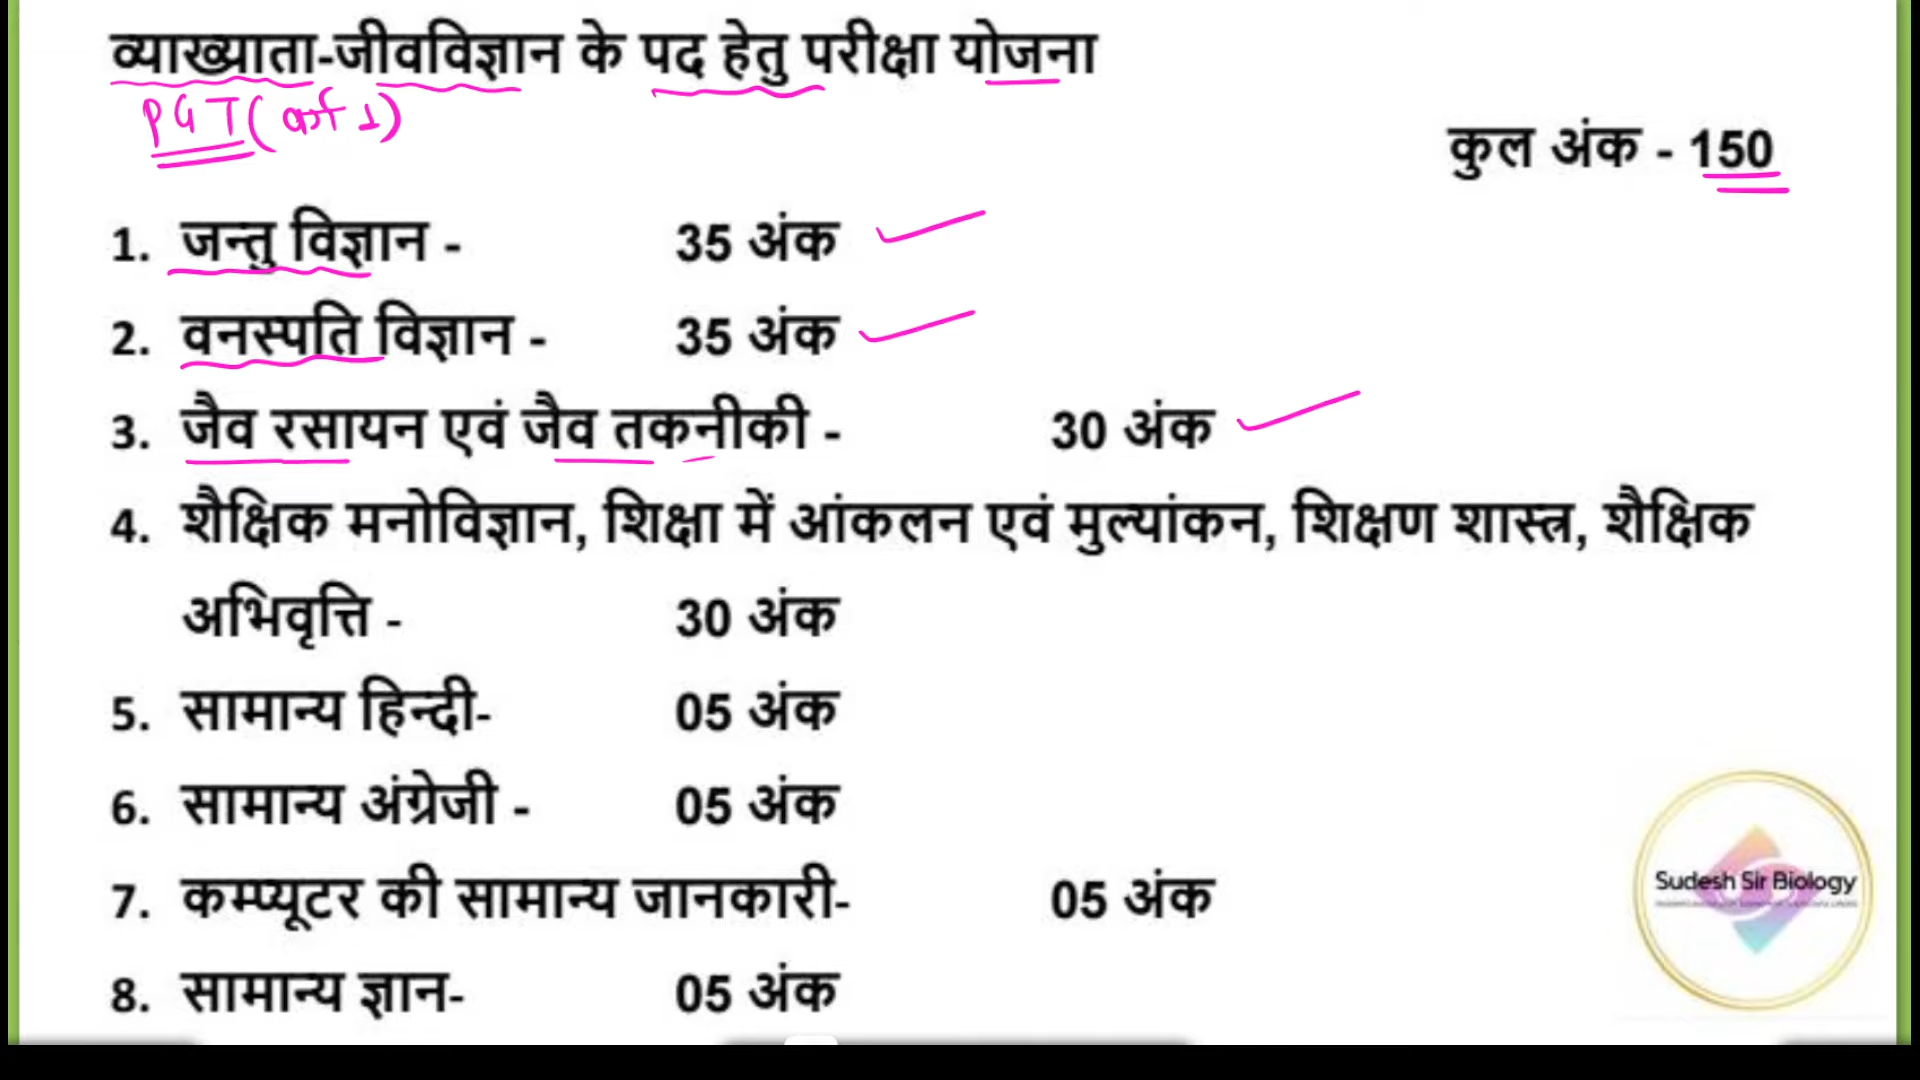 व्याख्याता-जीवविज्ञान के पद हेतु परीक्षा योजना
PGT (वर्ग 1)
कुल अंक - 150
1. जन्तु विज्ञान - 35 अंक
2. वनस्पति विज्ञान - 35 अंक
3. जैव रसायन एवं जैव तकनीकी - 30 अंक
4. शैक्षिक मनोविज्ञान, शिक्षा में आंकलन एवं मुल्यांकन, शिक्षण शास्त्र, शैक्षिक
अभिवृत्ति - 30 अंक
5. सामान्य हिन्दी- 05 अंक
6. सामान्य अंग्रेजी - 05 अंक
7. कम्प्यूटर की सामान्य जानकारी- 05 अंक
8. सामान्य ज्ञान- 05 अंक
Sudesh Sir Biology